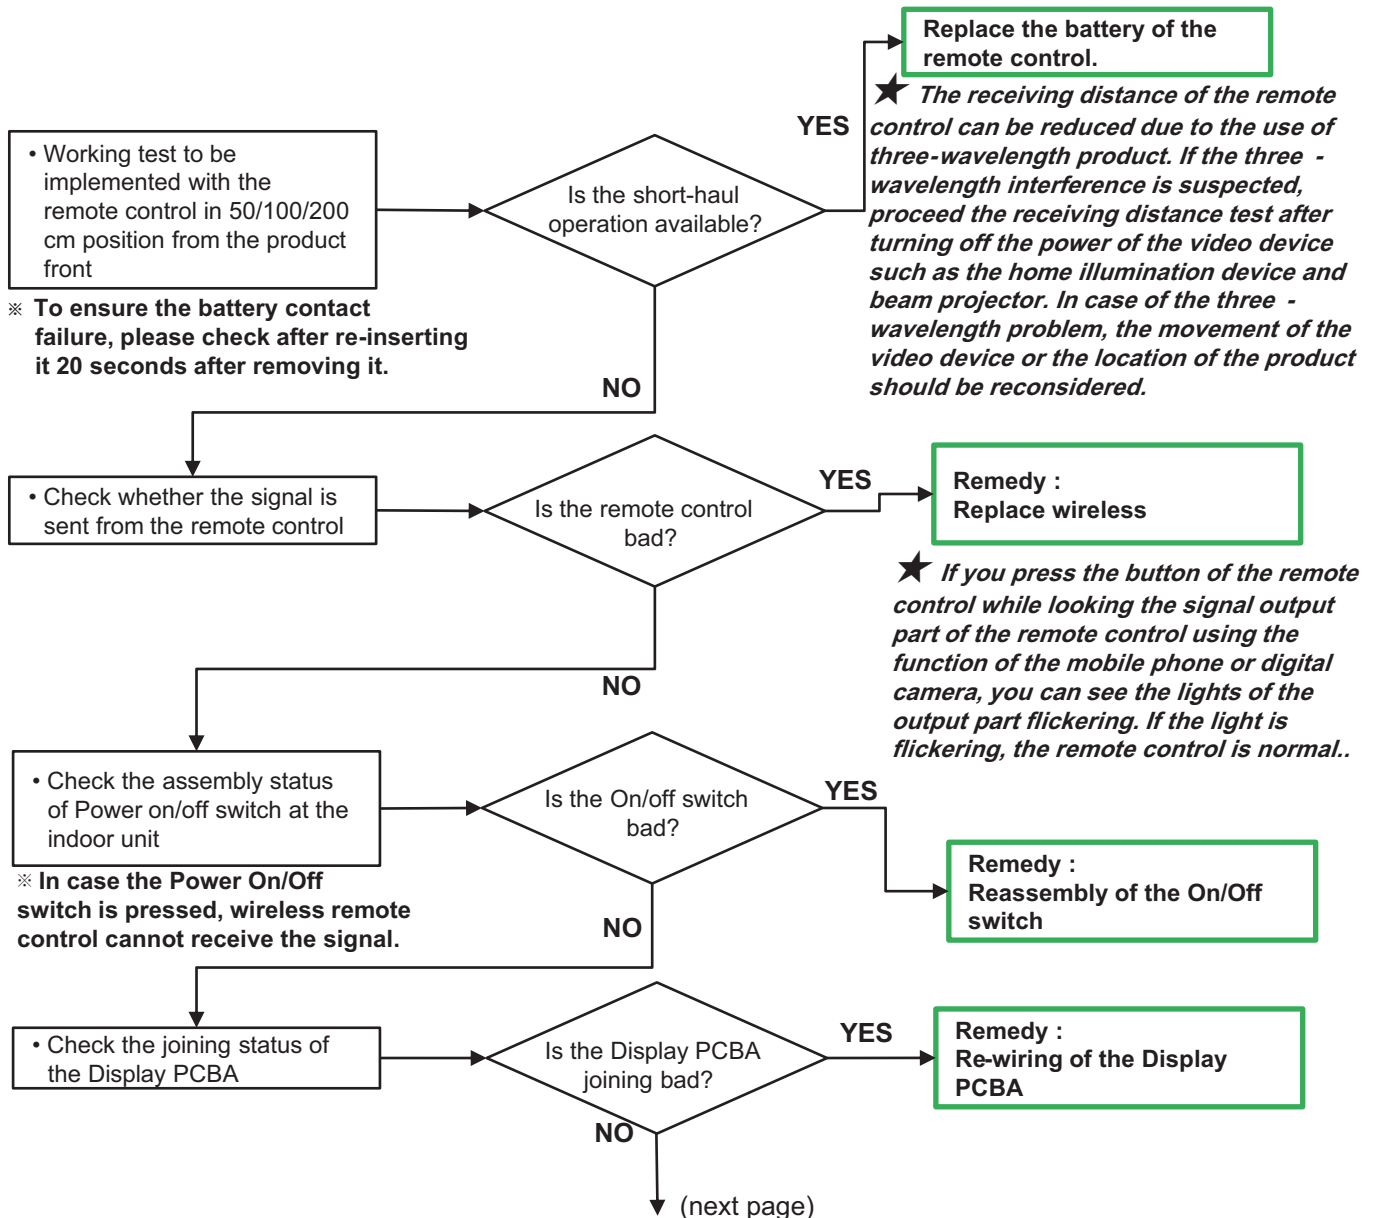 • Working test to be
implemented with the
remote control in 50/100/200
cm position from the product
front
※ To ensure the battery contact
failure, please check after re-inserting
it 20 seconds after removing it.
Is the short-haul
operation available?
YES
Replace the battery of the
remote control.
★ The receiving distance of the remote
control can be reduced due to the use of
three-wavelength product. If the three -
wavelength interference is suspected,
proceed the receiving distance test after
turning off the power of the video device
such as the home illumination device and
beam projector. In case of the three -
wavelength problem, the movement of the
video device or the location of the product
should be reconsidered.
NO
• Check whether the signal is
sent from the remote control
Is the remote control
bad?
YES
Remedy :
Replace wireless
★ If you press the button of the remote
control while looking the signal output
part of the remote control using the
function of the mobile phone or digital
camera, you can see the lights of the
output part flickering. If the light is
flickering, the remote control is normal..
NO
• Check the assembly status
of Power on/off switch at the
indoor unit
※ In case the Power On/Off
switch is pressed, wireless remote
control cannot receive the signal.
Is the On/off switch
bad?
YES
Remedy :
Reassembly of the On/Off
switch
NO
• Check the joining status of
the Display PCBA
Is the Display PCBA
joining bad?
YES
Remedy :
Re-wiring of the Display
PCBA
NO
(next page)